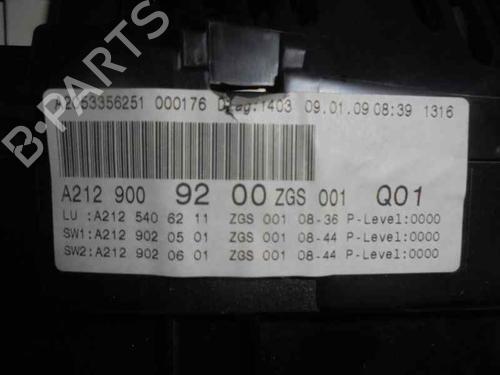 A2C53356251 000176 Diag:1403 09.01.09 08:39 1316
A212 900 92 00 ZGS 001 Q01
LU :A212 540 62 11 ZGS 001 08-36 P-Level:0000
SW1:A212 902 05 01 ZGS 001 08-44 P-Level:0000
SW2:A212 902 06 01 ZGS 001 08-44 P-Level:0000
B-PARTS